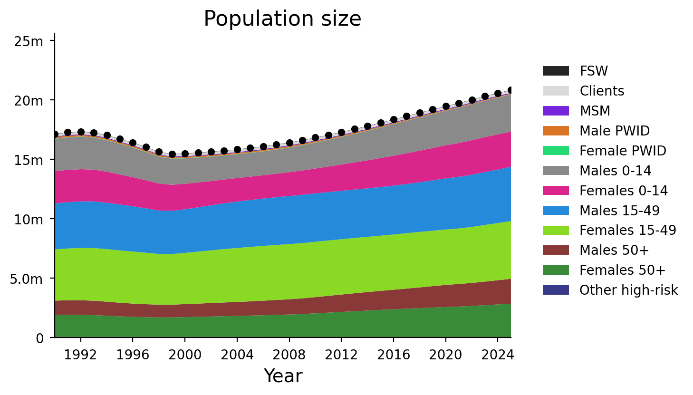 Population size
25m
20m
15m
10m
5.0m
0
1992 1996 2000 2004 2008 2012 2016 2020 2024
Year
FSW
Clients
MSM
Male PWID
Female PWID
Males 0-14
Females 0-14
Males 15-49
Females 15-49
Males 50+
Females 50+
Other high-risk